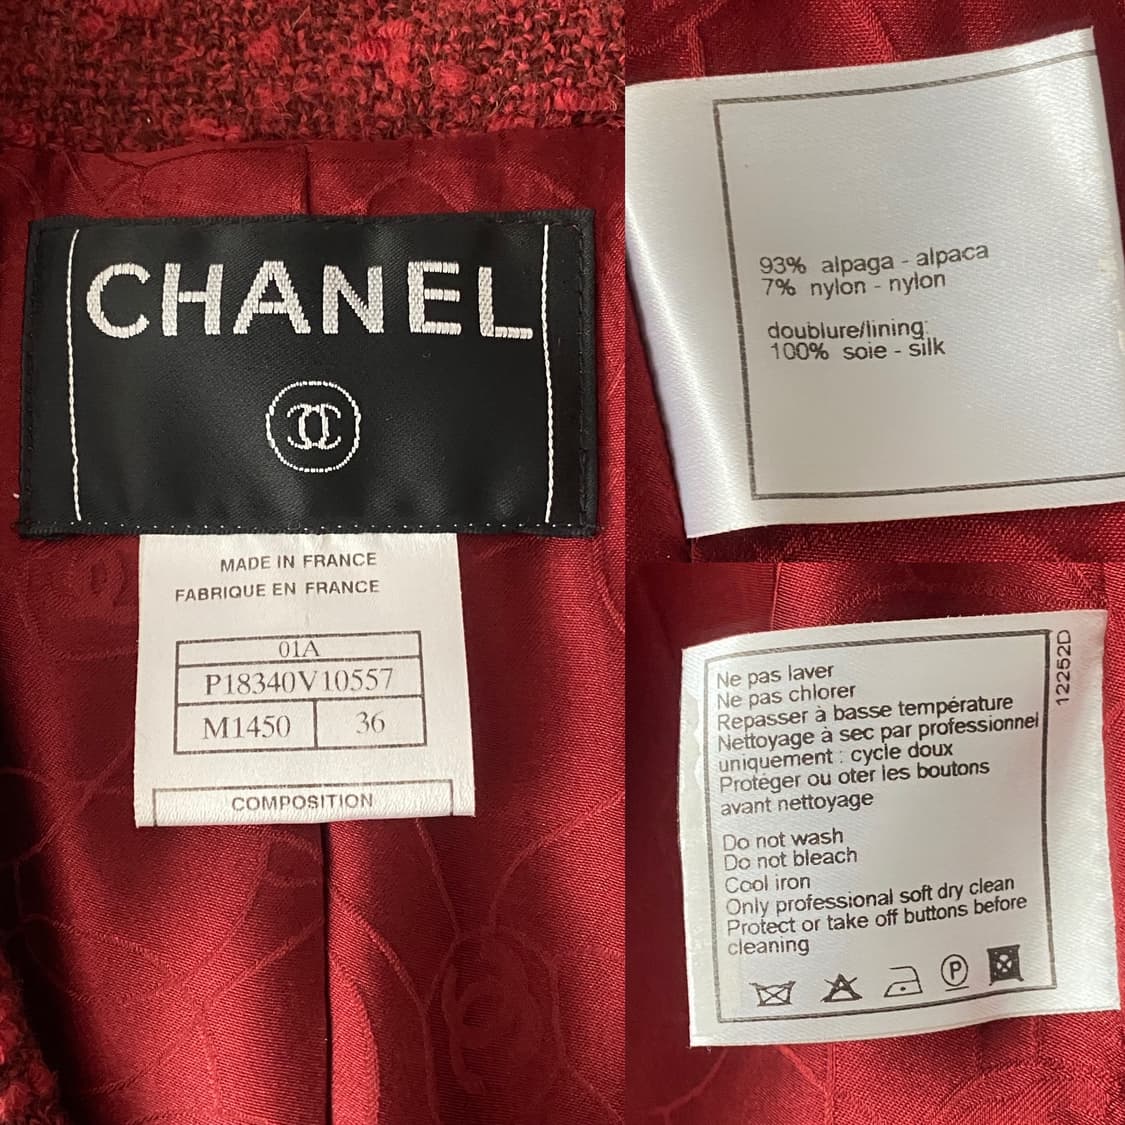 CHANEL
MADE IN FRANCE
FABRIQUE EN FRANCE
01A
P18340V10557
M1450 36
COMPOSITION
93% alpaga - alpaca
7% nylon - nylon
doublure/lining:
100% soie - silk
12252D
Ne pas laver
Ne pas chlorer
Repasser à basse température
Nettoyage à sec par professionnel
uniquement : cycle doux
Protéger ou oter les boutons
avant nettoyage
Do not wash
Do not bleach
Cool iron
Only professional soft dry clean
Protect or take off buttons before
cleaning
P